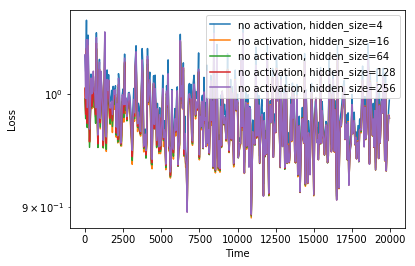 no activation, hidden_size=4
no activation, hidden_size=16
no activation, hidden_size=64
no activation, hidden_size=128
no activation, hidden_size=256
10⁰
Loss
9 × 10⁻¹
0 2500 5000 7500 10000 12500 15000 17500 20000
Time